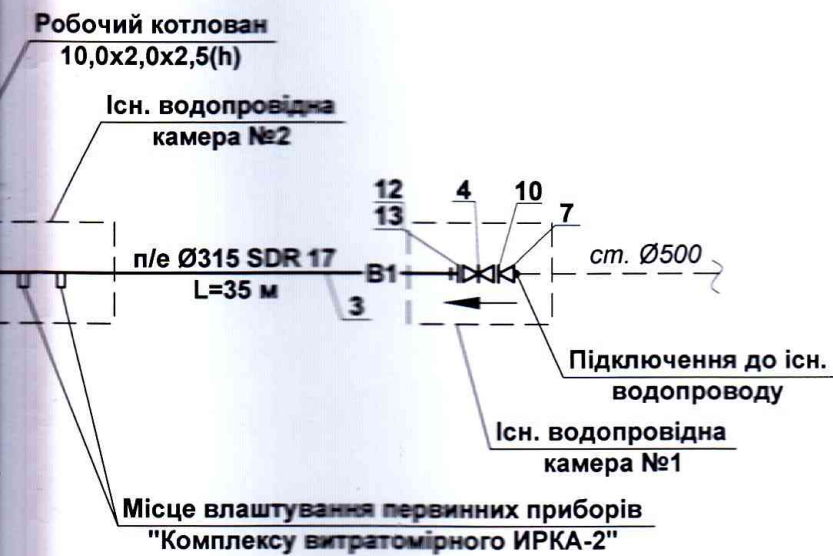 Робочий котлован
10,0х2,0х2,5(h)
Існ. водопровідна
камера №2
12 4 10
13 7
п/е Ø315 SDR 17
В1
ст. Ø500
L=35 м
3
Підключення до існ.
водопроводу
Існ. водопровідна
камера №1
Місце влаштування первинних приборів
"Комплексу витратомірного ИРКА-2"